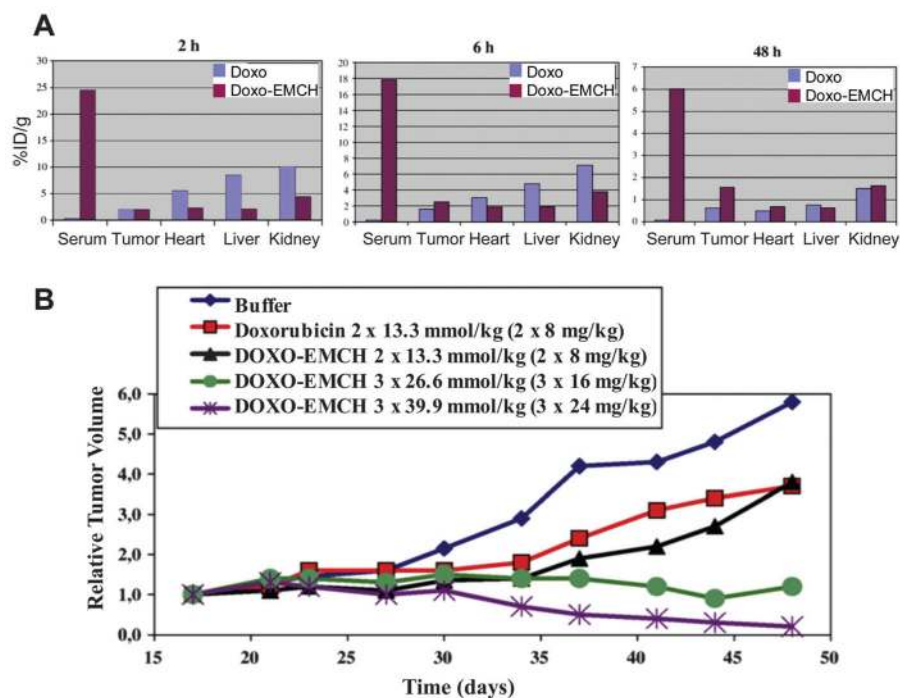 A
2 h
6 h
48 h
Doxo
Doxo-EMCH
Doxo
Doxo-EMCH
Doxo
Doxo-EMCH
%ID/g
30
25
20
15
10
5
0
20
18
16
14
12
10
8
6
4
2
0
7
6
5
4
3
2
1
0
Serum Tumor Heart Liver Kidney
Serum Tumor Heart Liver Kidney
Serum Tumor Heart Liver Kidney
B
Buffer
Doxorubicin 2 x 13.3 mmol/kg (2 x 8 mg/kg)
DOXO-EMCH 2 x 13.3 mmol/kg (2 x 8 mg/kg)
DOXO-EMCH 3 x 26.6 mmol/kg (3 x 16 mg/kg)
DOXO-EMCH 3 x 39.9 mmol/kg (3 x 24 mg/kg)
Relative Tumor Volume
6,0
5,0
4,0
3,0
2,0
1,0
0,0
15 20 25 30 35 40 45 50
Time (days)